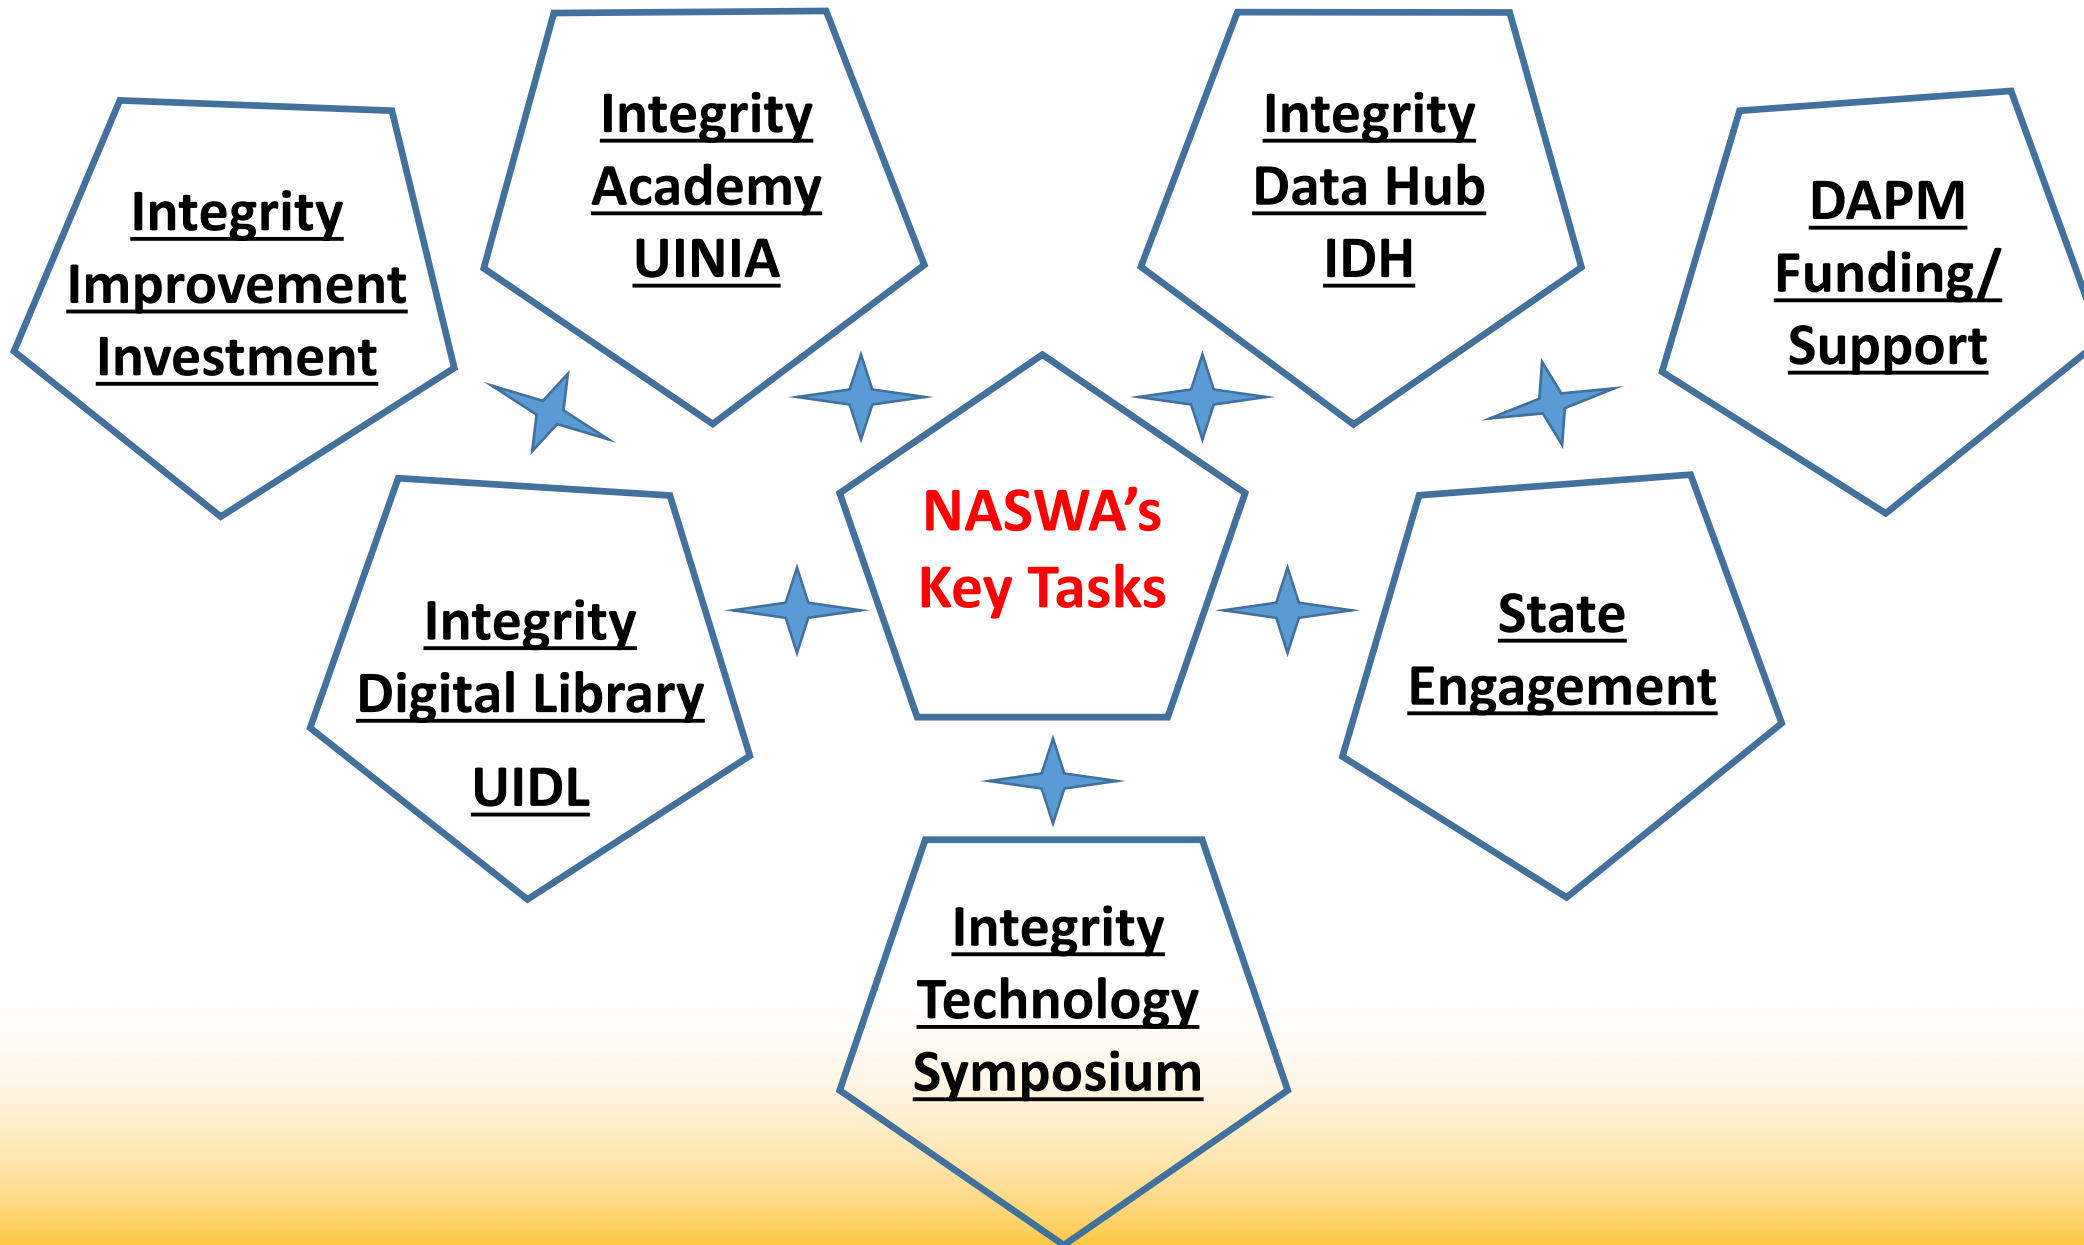 Integrity
Improvement
Investment
Integrity
Academy
UINIA
Integrity
Data Hub
IDH
DAPM
Funding/
Support
NASWA’s
Key Tasks
Integrity
Digital Library
UIDL
State
Engagement
Integrity
Technology
Symposium